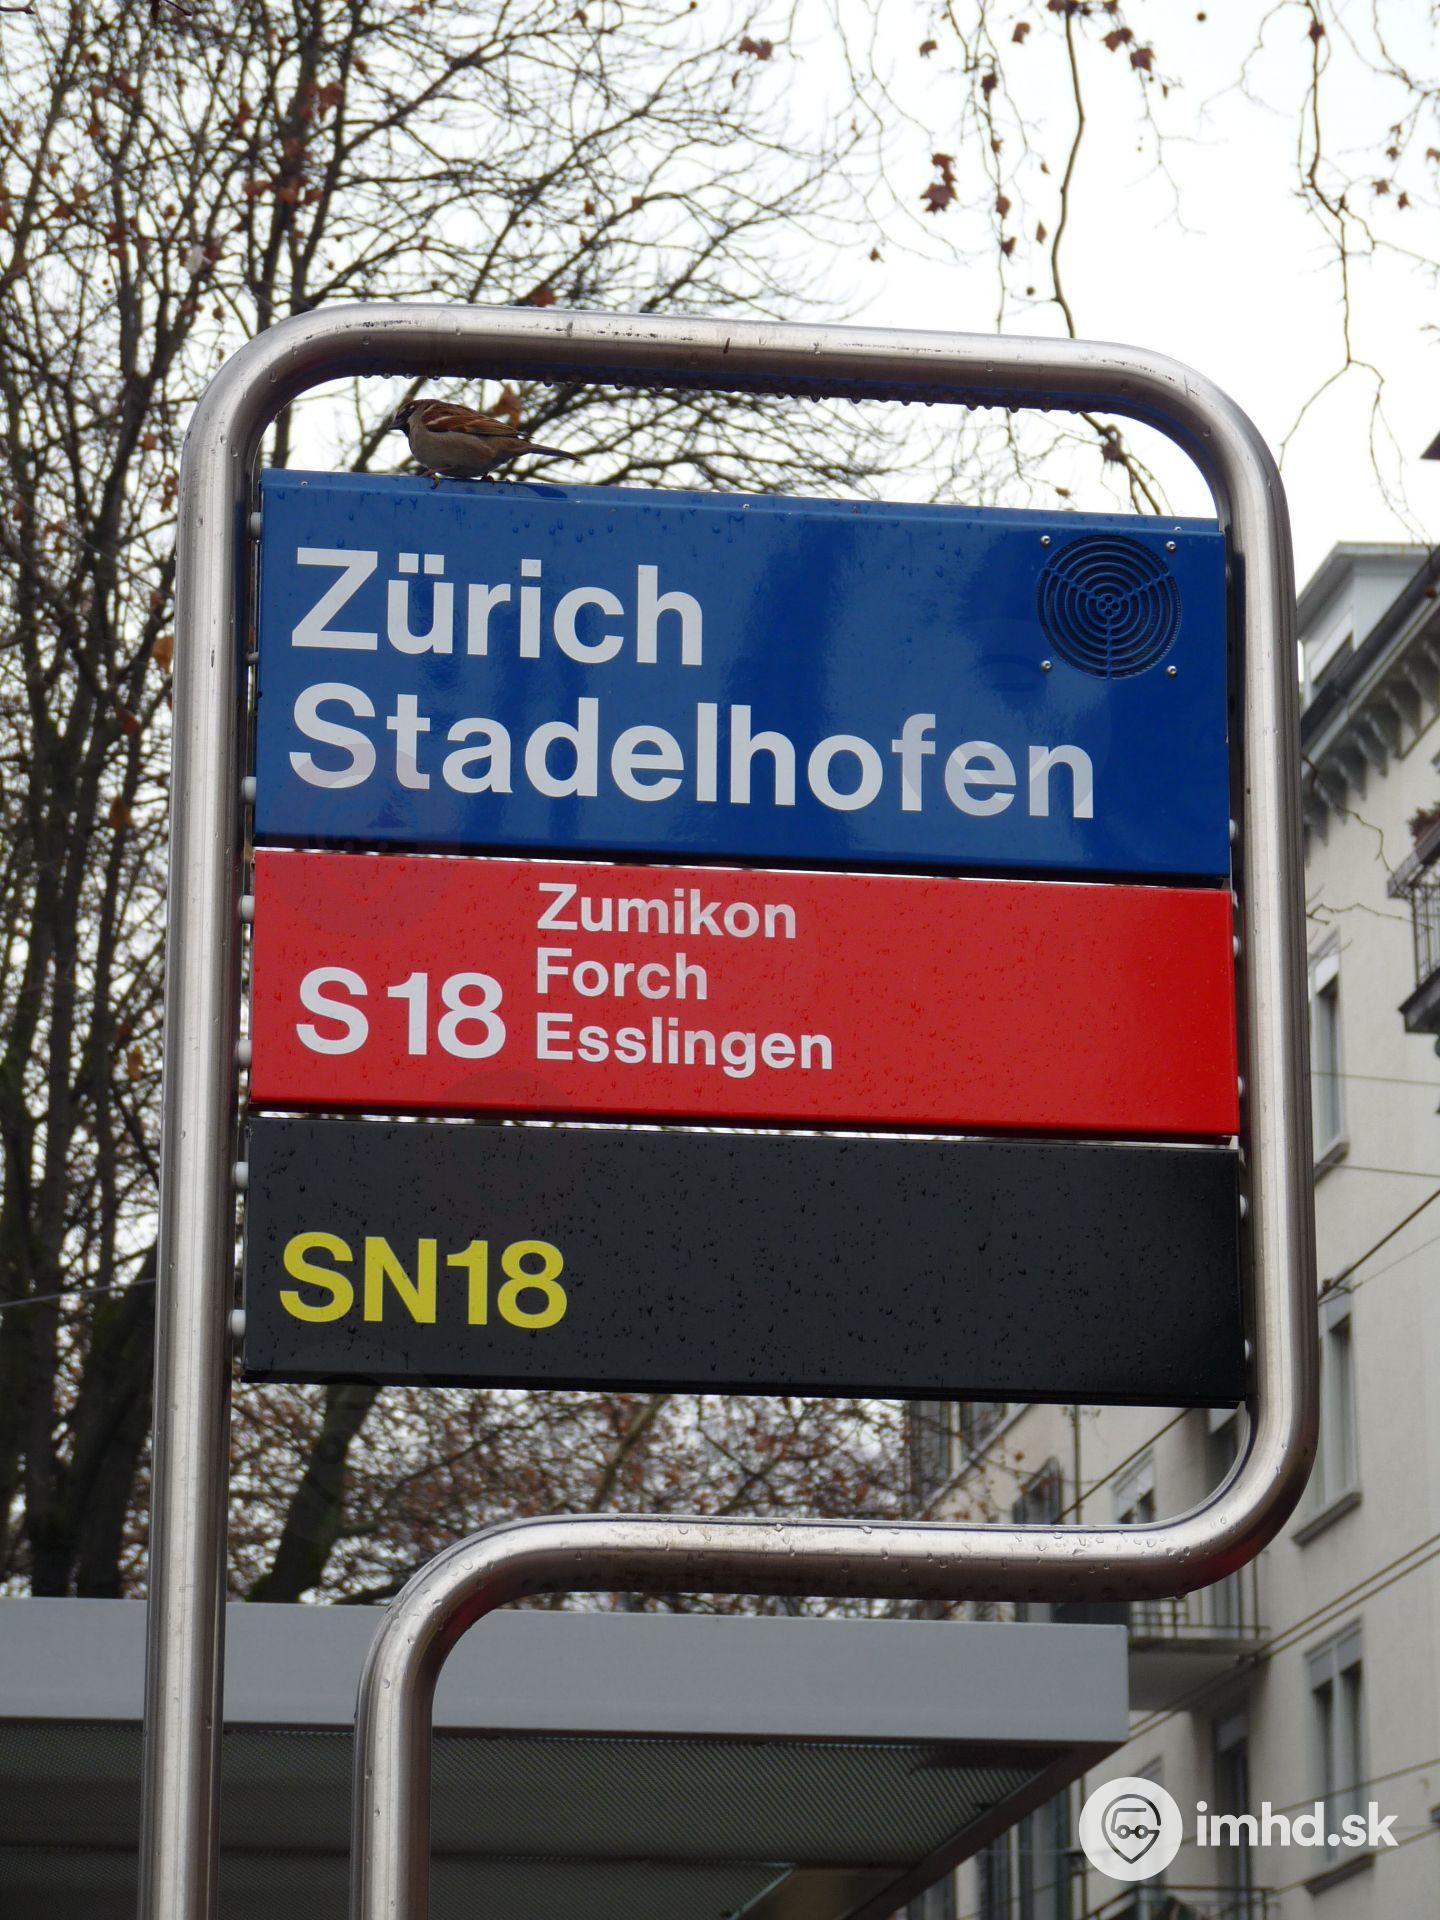 Zürich
Stadelhofen
S18
Zumikon
Forch
Esslingen
SN18
imhd.sk